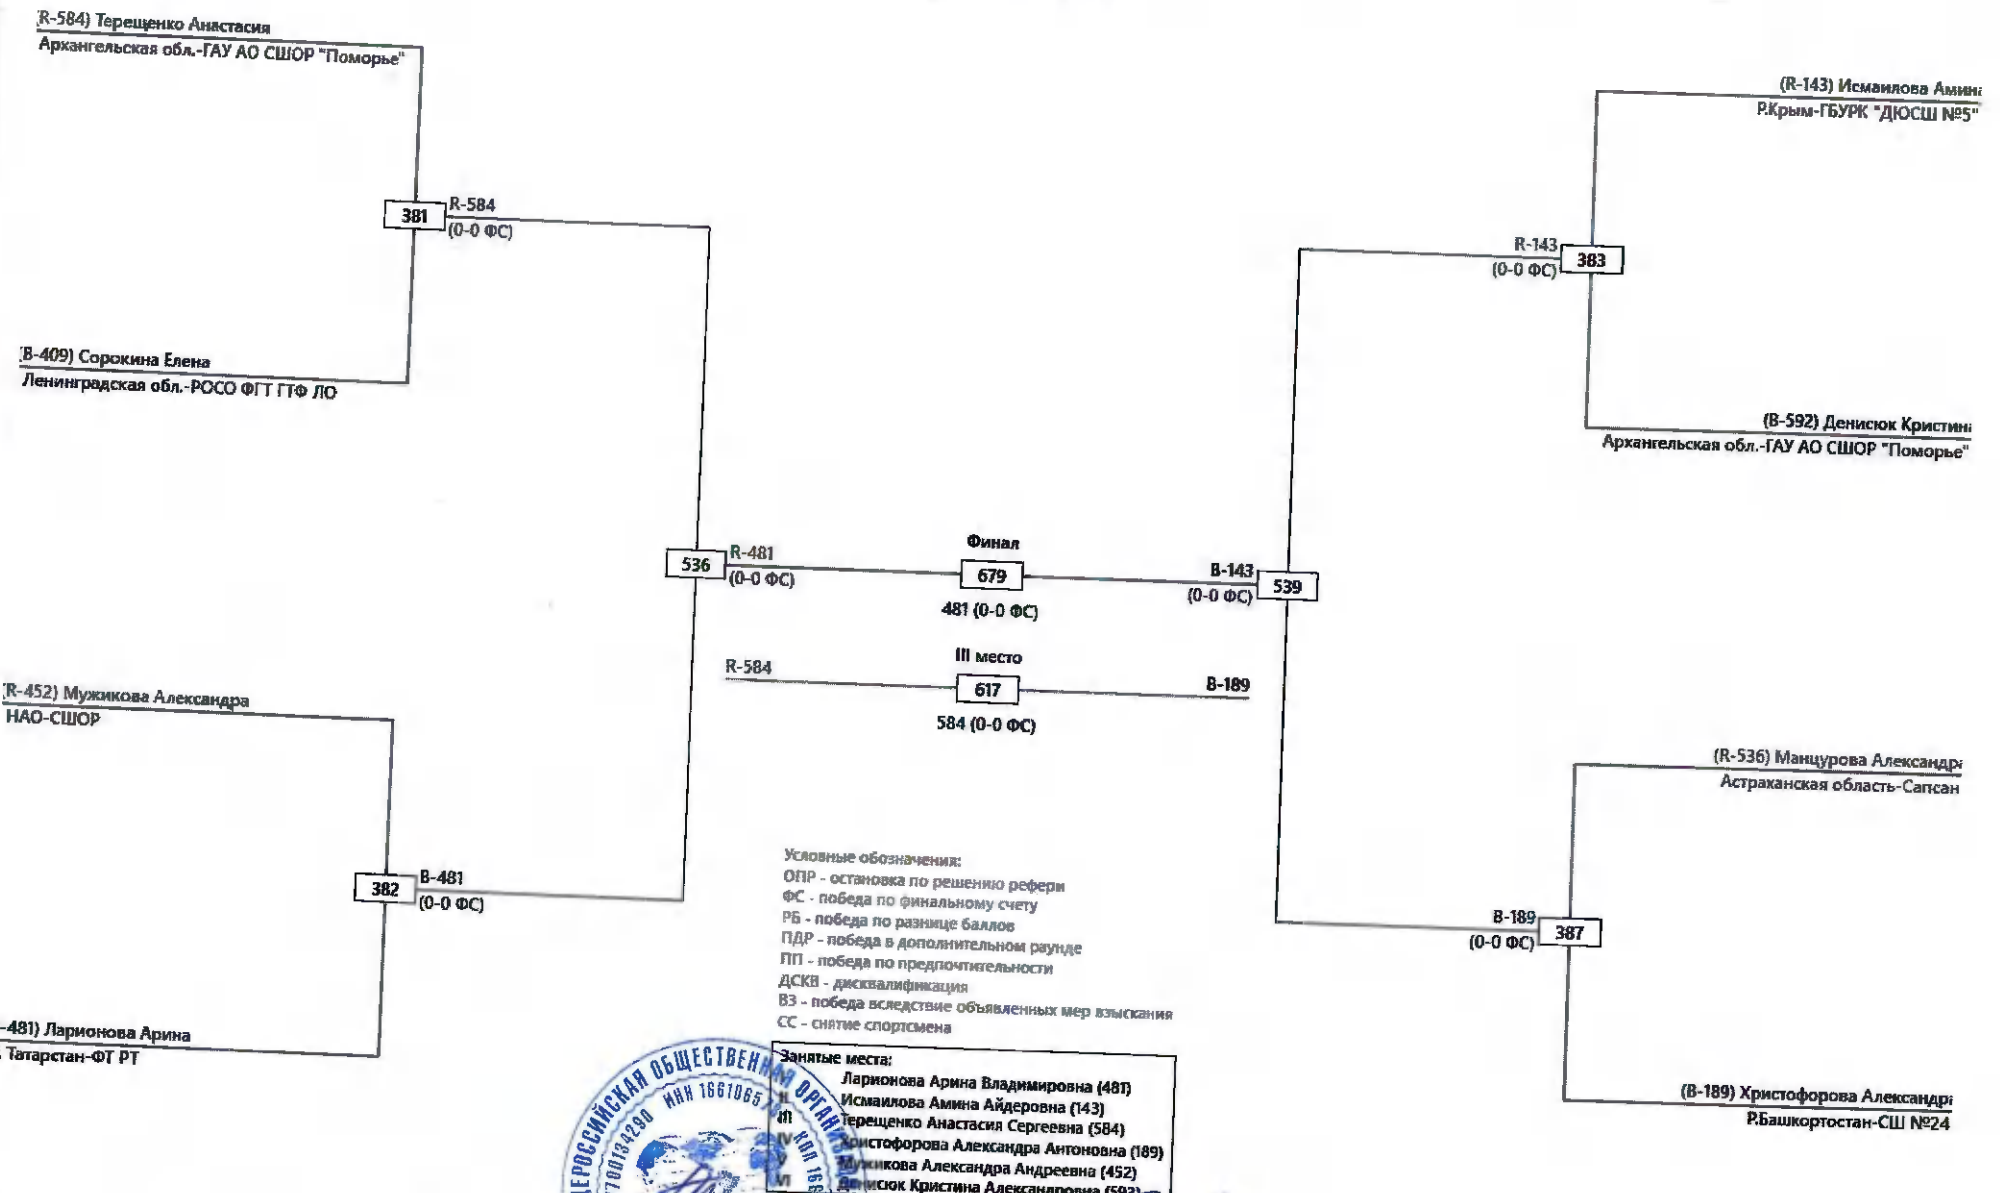 (R-584) Терещенко Анастасия
Архангельская обл.-ГАУ АО СШОР "Поморье"
381
R-584
(0-0 ФС)
(B-409) Сорокина Елена
Ленинградская обл.-РОСО ФГТ ГТФ ЛО
536
R-481
(0-0 ФС)
(R-452) Мужикова Александра
НАО-СШОР
382
B-481
(0-0 ФС)
-481) Ларионова Арина
Татарстан-ФТ РТ
Финал
679
481 (0-0 ФС)
III место
R-584
617
B-189
584 (0-0 ФС)
(R-143) Исмаилова Амина
Р.Крым-ГБУРК "ДЮСШ №5"
R-143
(0-0 ФС)
383
(B-592) Денисюк Кристина
Архангельская обл.-ГАУ АО СШОР "Поморье"
B-143
(0-0 ФС)
539
(R-536) Манцурова Александра
Астраханская область-Сапсан
B-189
(0-0 ФС)
387
(B-189) Христофорова Александра
Р.Башкортостан-СШ №24
Условные обозначения:
ОПР - остановка по решению рефери
ФС - победа по финальному счету
РБ - победа по разнице баллов
ПДР - победа в дополнительном раунде
ПП - победа по предпочтительности
ДСКВ - дисквалификация
ВЗ - победа вследствие объявленных мер взыскания
СС - снятие спортсмена
Занятые места:
Ларионова Арина Владимировна (481)
II Исмаилова Амина Айдеровна (143)
III Терещенко Анастасия Сергеевна (584)
IV Христофорова Александра Антоновна (189)
V Мужикова Александра Андреевна (452)
VI Денисюк Кристина Александровна (592)
ОБЩЕСТВЕННАЯ
ИНН 1661065
700134290
КПП 166